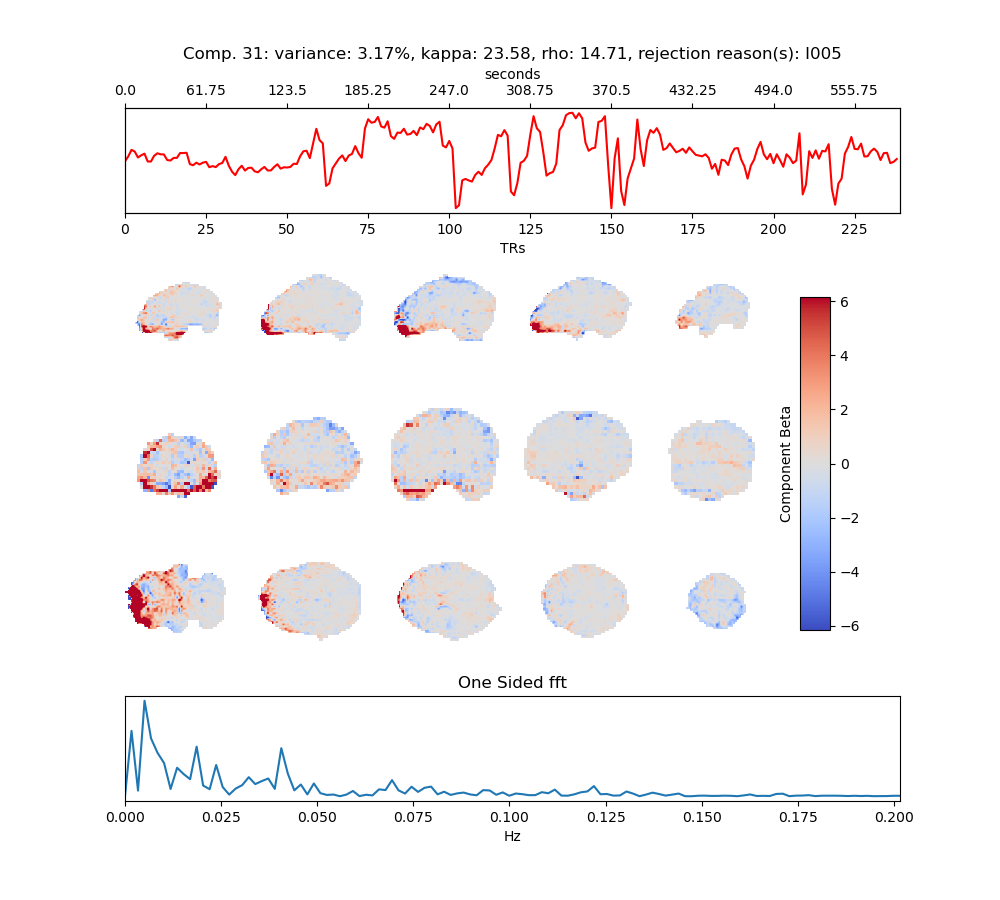 Comp. 31: variance: 3.17%, kappa: 23.58, rho: 14.71, rejection reason(s): I005
seconds
0.0 61.75 123.5 185.25 247.0 308.75 370.5 432.25 494.0 555.75
0 25 50 75 100 125 150 175 200 225
TRs
6
4
2
0
−2
−4
−6
Component Beta
One Sided fft
0.000 0.025 0.050 0.075 0.100 0.125 0.150 0.175 0.200
Hz